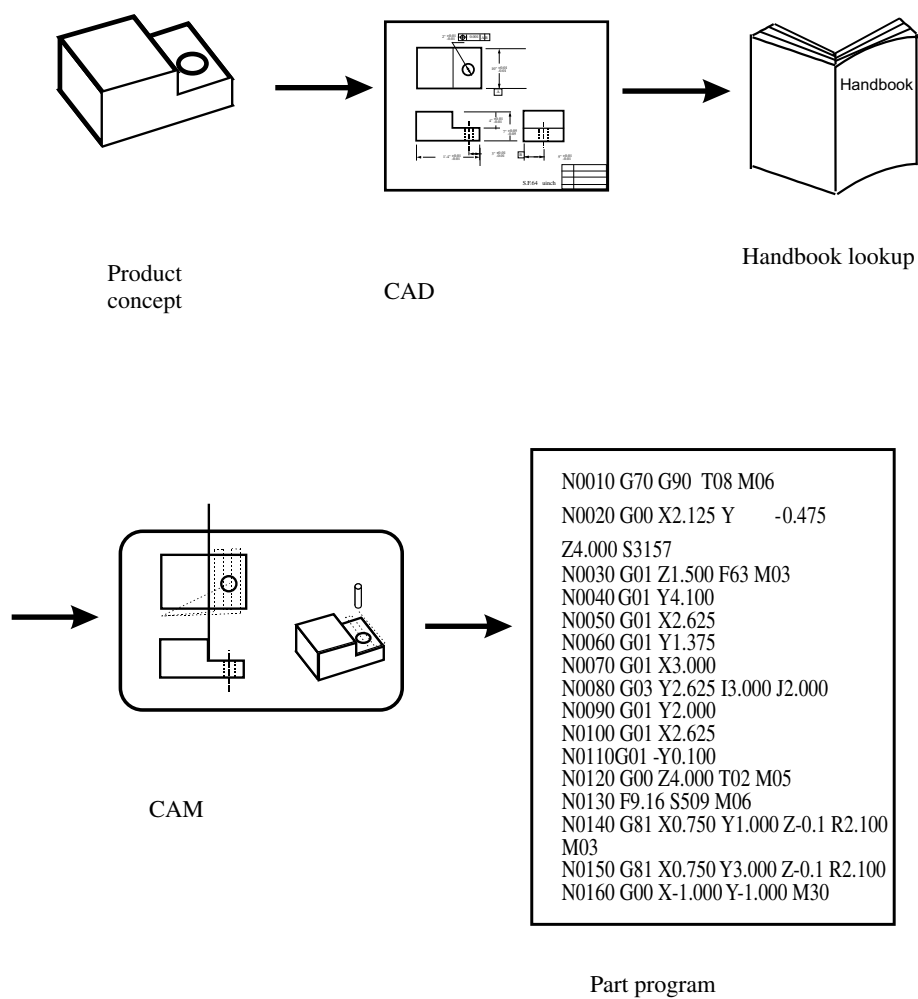 S.F.64 uinch
Handbook
Product
concept
CAD
Handbook lookup
CAM
N0010 G70 G90 T08 M06
N0020 G00 X2.125 Y -0.475
Z4.000 S3157
N0030 G01 Z1.500 F63 M03
N0040 G01 Y4.100
N0050 G01 X2.625
N0060 G01 Y1.375
N0070 G01 X3.000
N0080 G03 Y2.625 I3.000 J2.000
N0090 G01 Y2.000
N0100 G01 X2.625
N0110G01 -Y0.100
N0120 G00 Z4.000 T02 M05
N0130 F9.16 S509 M06
N0140 G81 X0.750 Y1.000 Z-0.1 R2.100
M03
N0150 G81 X0.750 Y3.000 Z-0.1 R2.100
N0160 G00 X-1.000 Y-1.000 M30
Part program